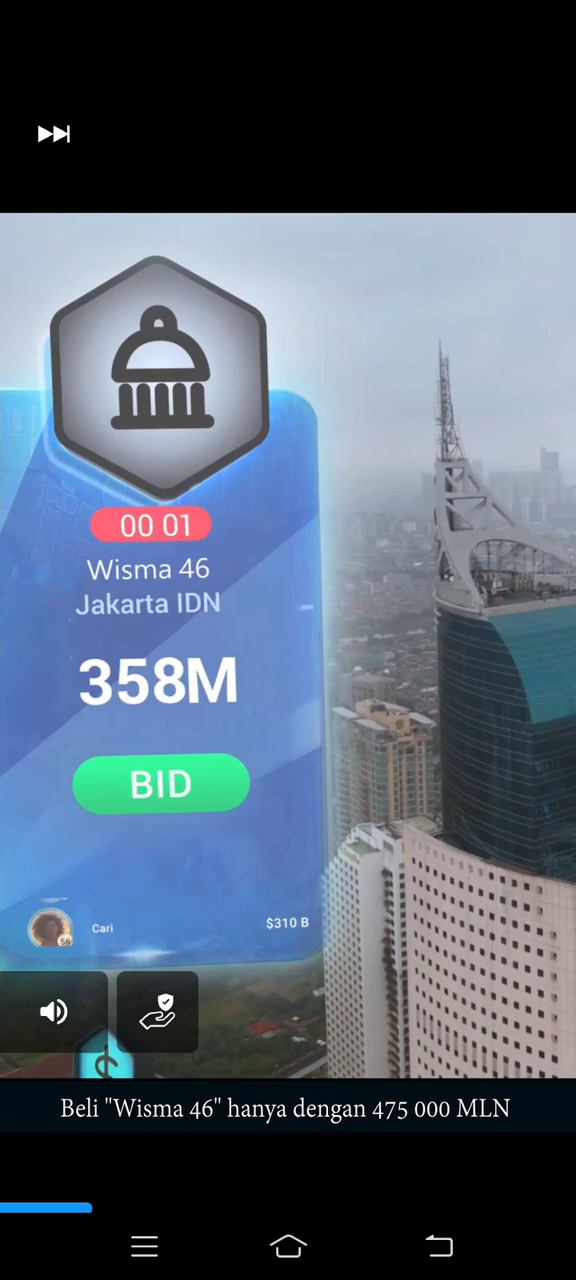 00 01
Wisma 46
Jakarta IDN
358M
BID
56
Cari
$310 B
Beli "Wisma 46" hanya dengan 475 000 MLN